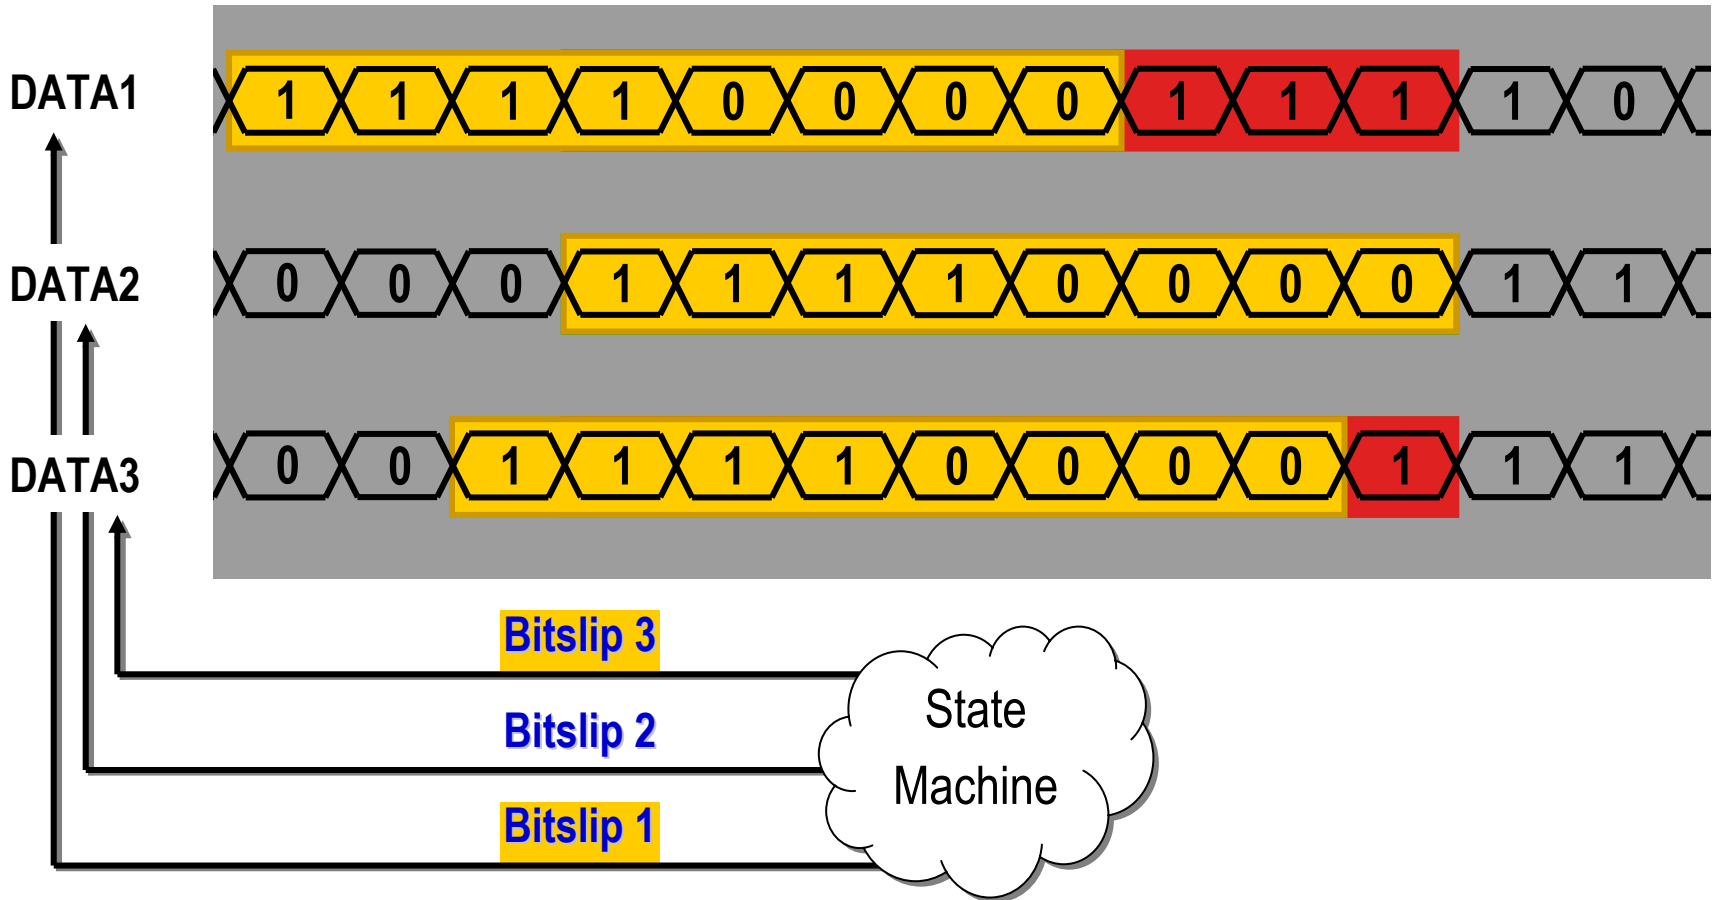 DATA1 1 1 1 1 0 0 0 0 1 1 1 1 0
DATA2 0 0 0 1 1 1 1 0 0 0 0 1 1
DATA3 0 0 1 1 1 1 0 0 0 0 1 1 1
Bitslip 3
Bitslip 2
Bitslip 1
State
Machine